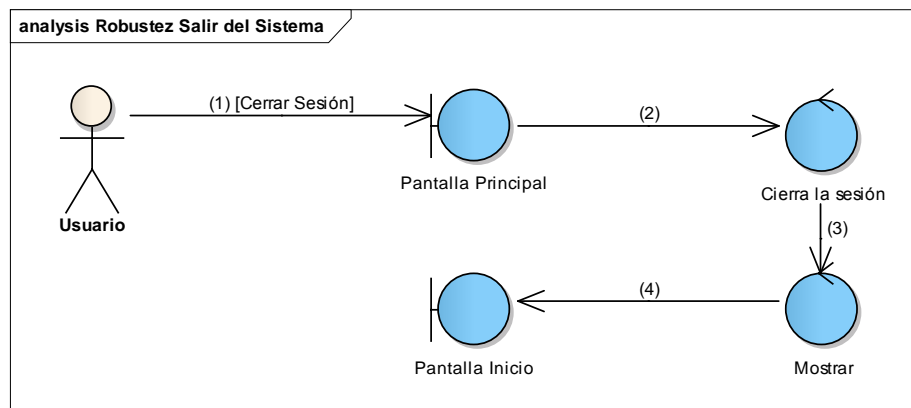 analysis Robustez Salir del Sistema
(1) [Cerrar Sesión]
(2)
Usuario
Pantalla Principal
Cierra la sesión
(3)
(4)
Pantalla Inicio
Mostrar